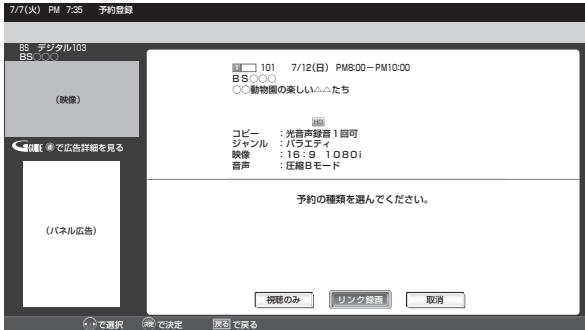 7/7(火) PM 7:35 予約登録
BS デジタル103
BS○○○
(映像)
GUIDE で広告詳細を見る
(パネル広告)
101 7/12(日) PM8:00−PM10:00
BS○○○
○○動物園の楽しい△△たち
HD
コピー :光音声録音1回可
ジャンル :バラエティ
映像 :16:9 1080i
音声 :圧縮Bモード
予約の種類を選んでください。
視聴のみ リンク録画 取消
で選択 決定 で決定 戻る で戻る